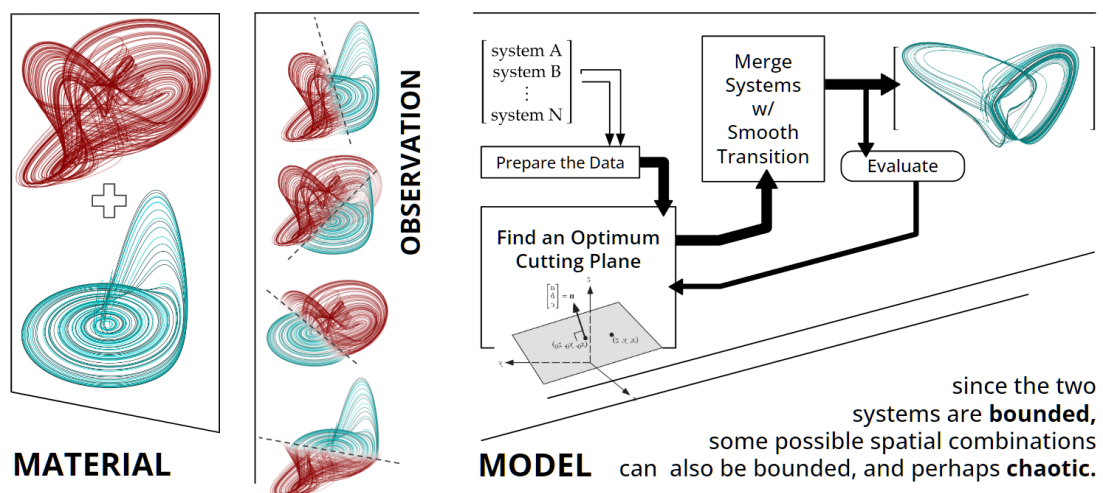 MATERIAL
OBSERVATION
system A
system B
⋮
system N
Prepare the Data
Find an Optimum
Cutting Plane
Merge
Systems
w/
Smooth
Transition
Evaluate
since the two
systems are bounded,
some possible spatial combinations
can also be bounded, and perhaps chaotic.
MODEL